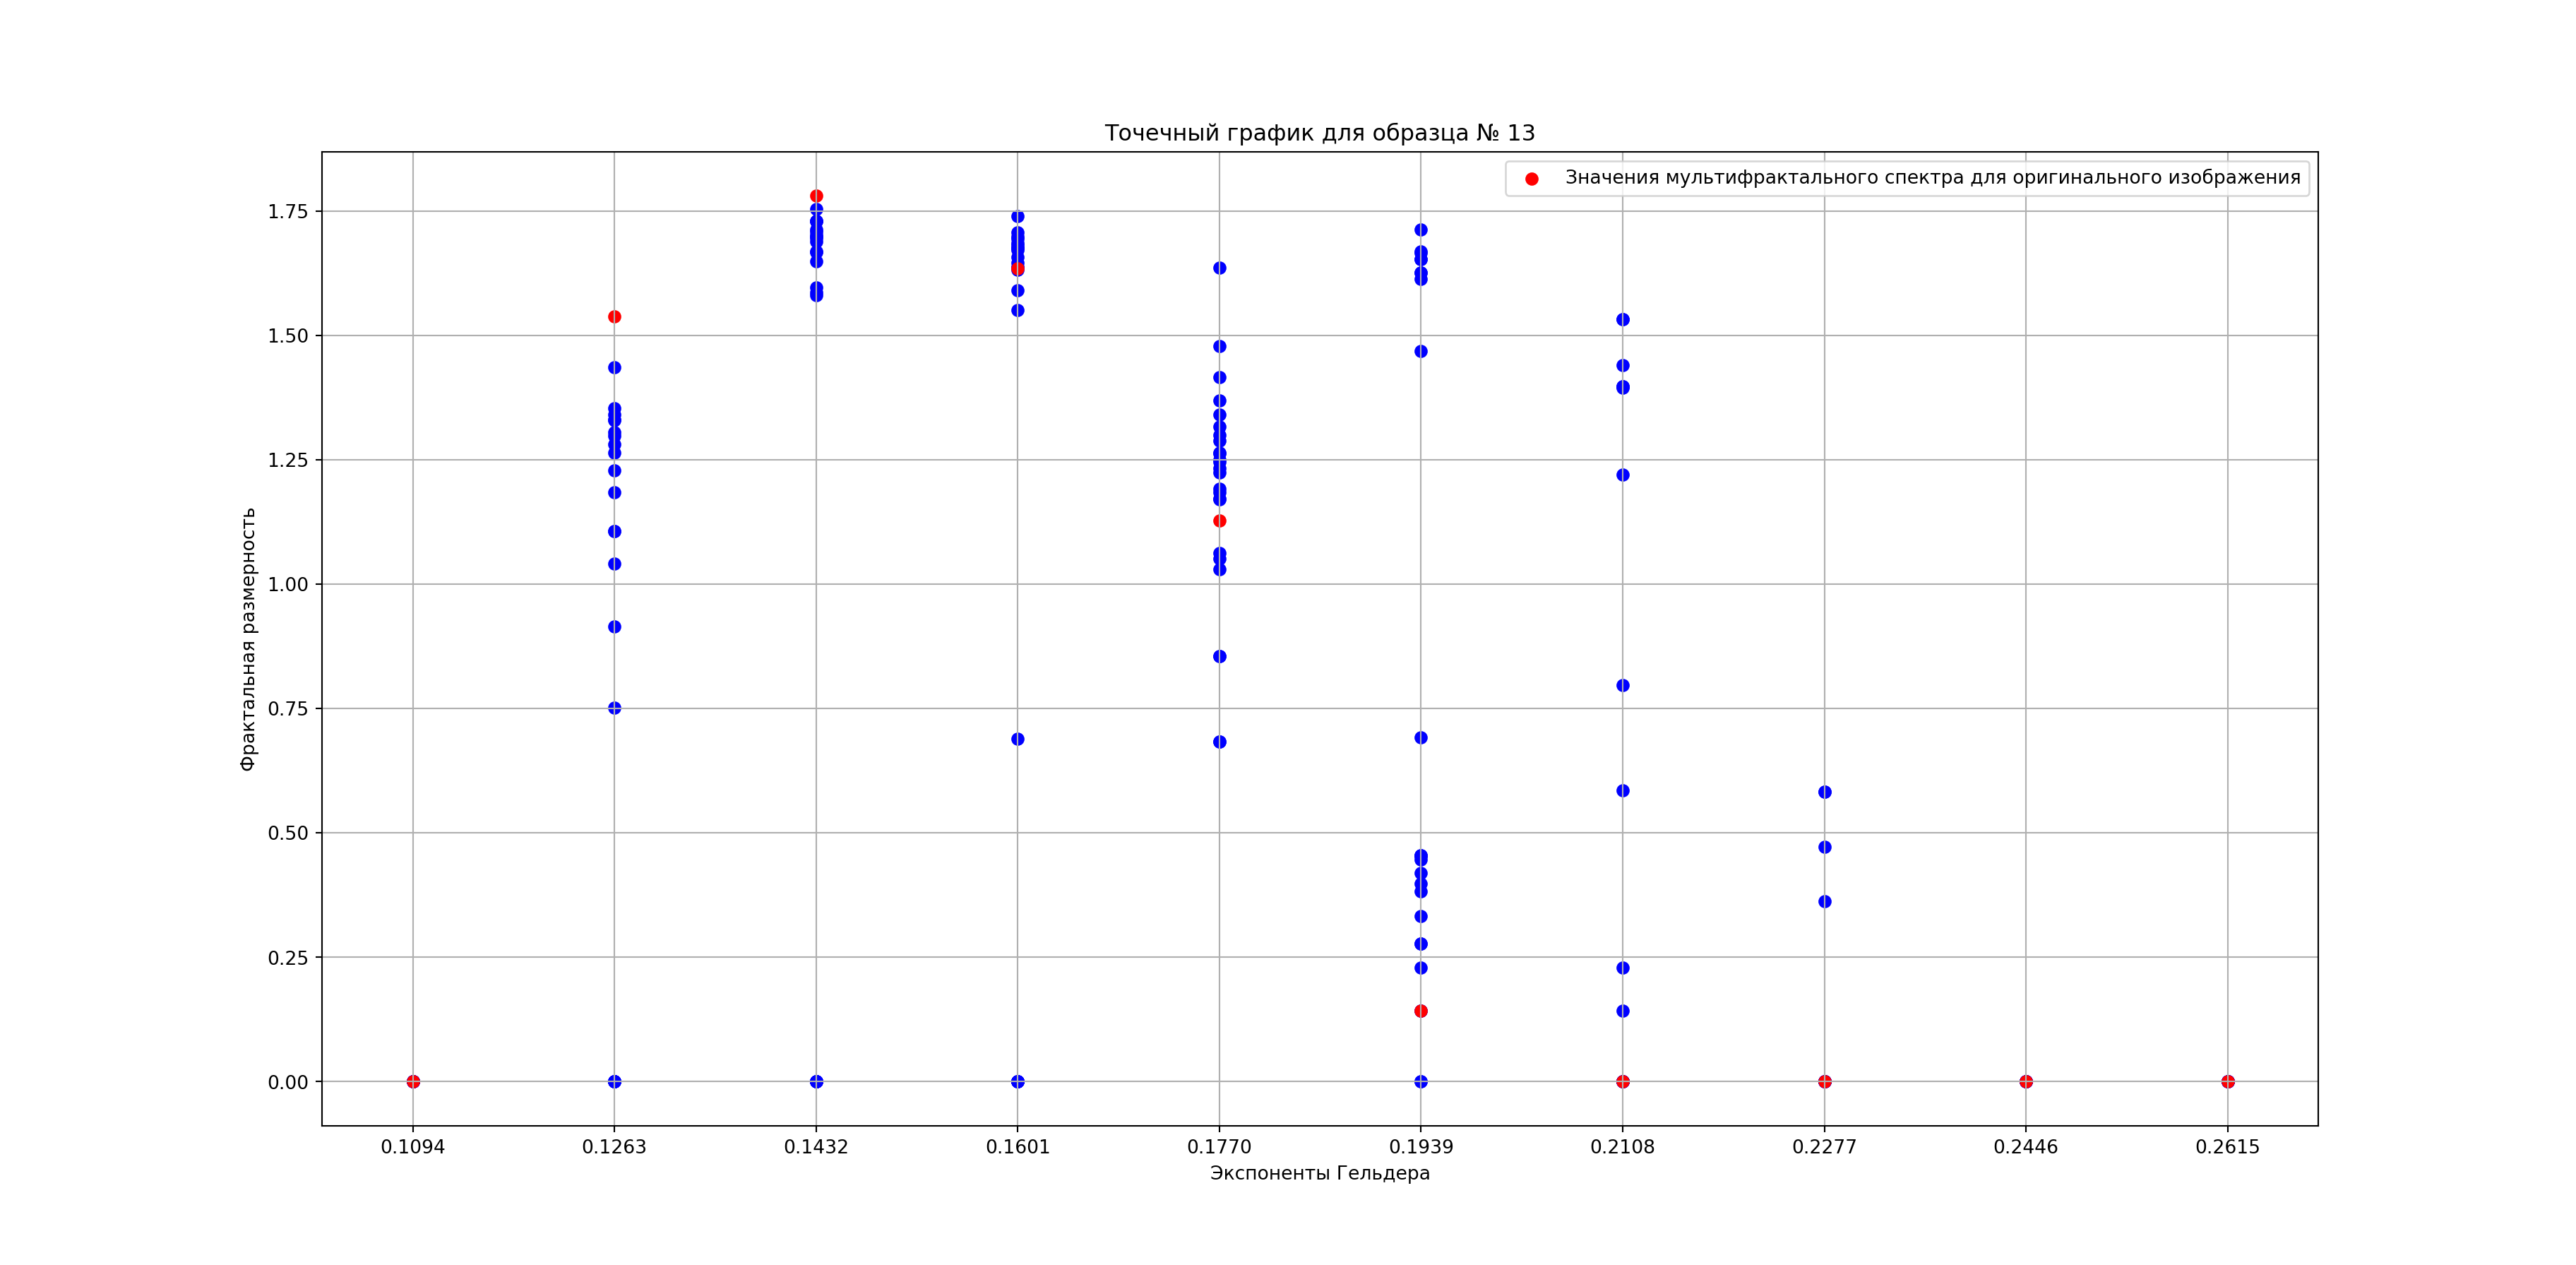 Точечный график для образца № 13
Значения мультифрактального спектра для оригинального изображения
Фрактальная размерность
1.75
1.50
1.25
1.00
0.75
0.50
0.25
0.00
0.1094 0.1263 0.1432 0.1601 0.1770 0.1939 0.2108 0.2277 0.2446 0.2615
Экспоненты Гельдера